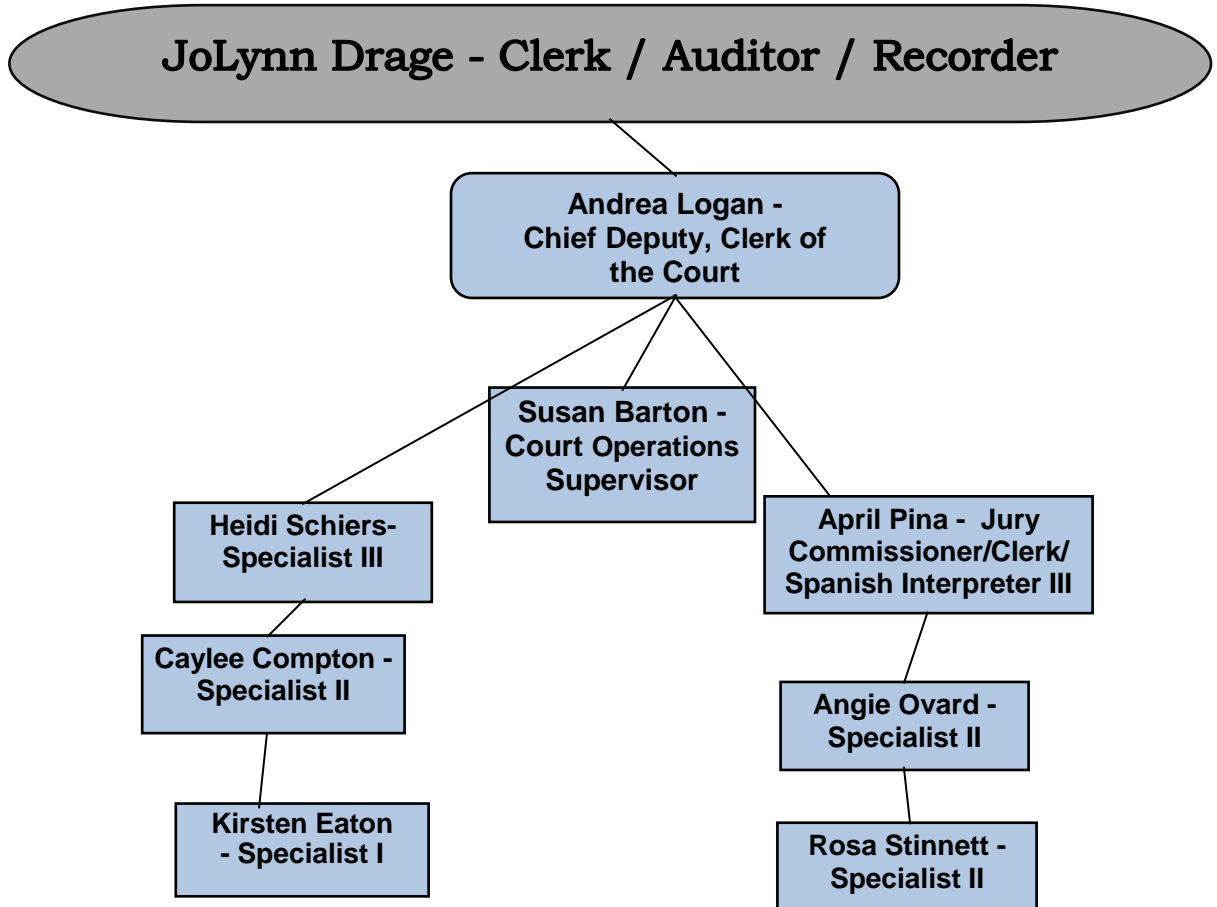 JoLynn Drage - Clerk / Auditor / Recorder
Andrea Logan -
Chief Deputy, Clerk of
the Court
Susan Barton -
Court Operations
Supervisor
Heidi Schiers-
Specialist III
April Pina -  Jury
Commissioner/Clerk/
Spanish Interpreter III
Caylee Compton -
Specialist II
Angie Ovard -
Specialist II
Kirsten Eaton
- Specialist I
Rosa Stinnett -
Specialist II